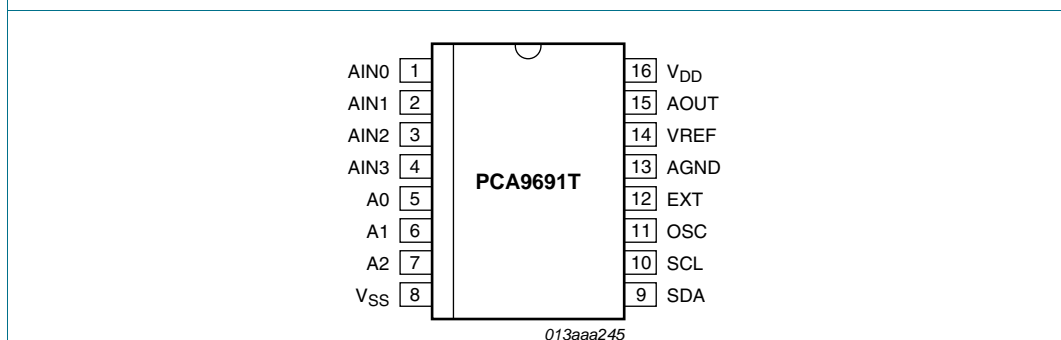 AIN0 1
AIN1 2
AIN2 3
AIN3 4
A0 5
A1 6
A2 7
VSS 8
PCA9691T
16 VDD
15 AOUT
14 VREF
13 AGND
12 EXT
11 OSC
10 SCL
9 SDA
013aaa245